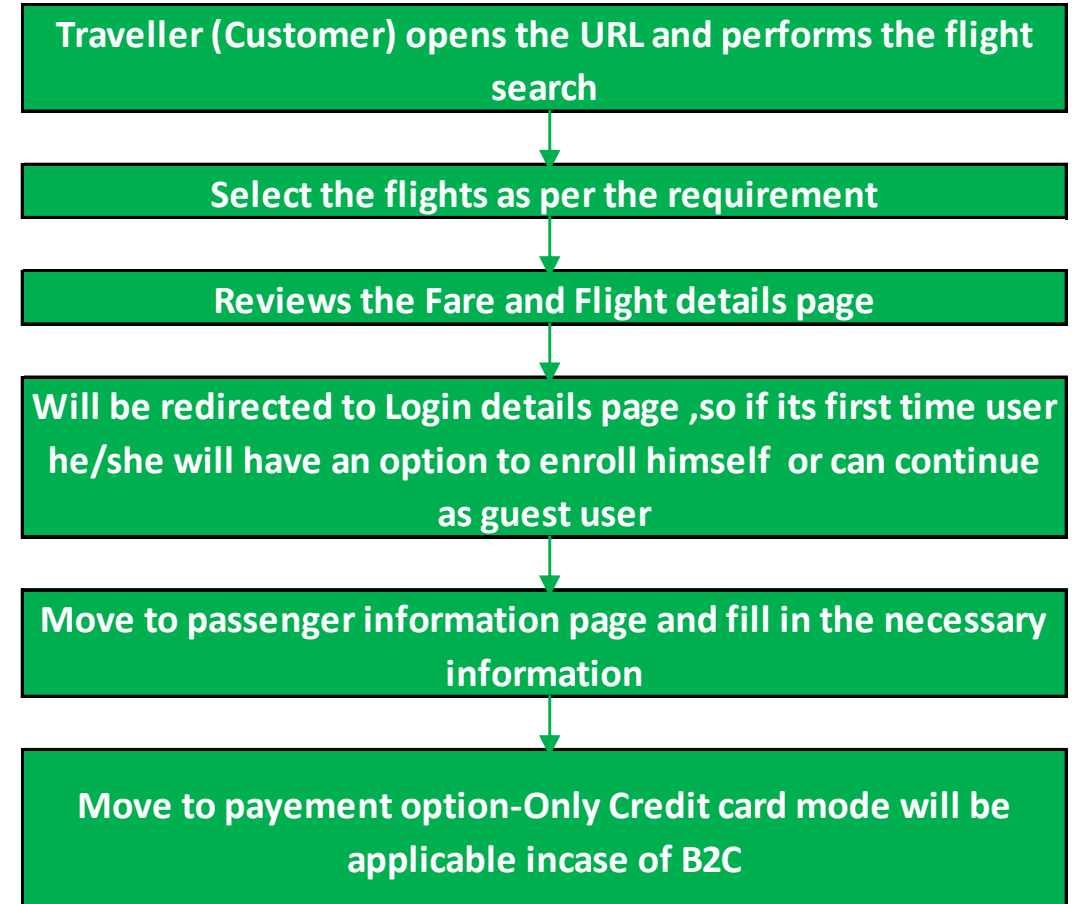 Traveller (Customer) opens the URL and performs the flight
search
Select the flights as per the requirement
Reviews the Fare and Flight details page
Will be redirected to Login details page ,so if its first time user
he/she will have an option to enroll himself  or can continue
as guest user
Move to passenger information page and fill in the necessary
information
Move to payement option-Only Credit card mode will be
applicable incase of B2C